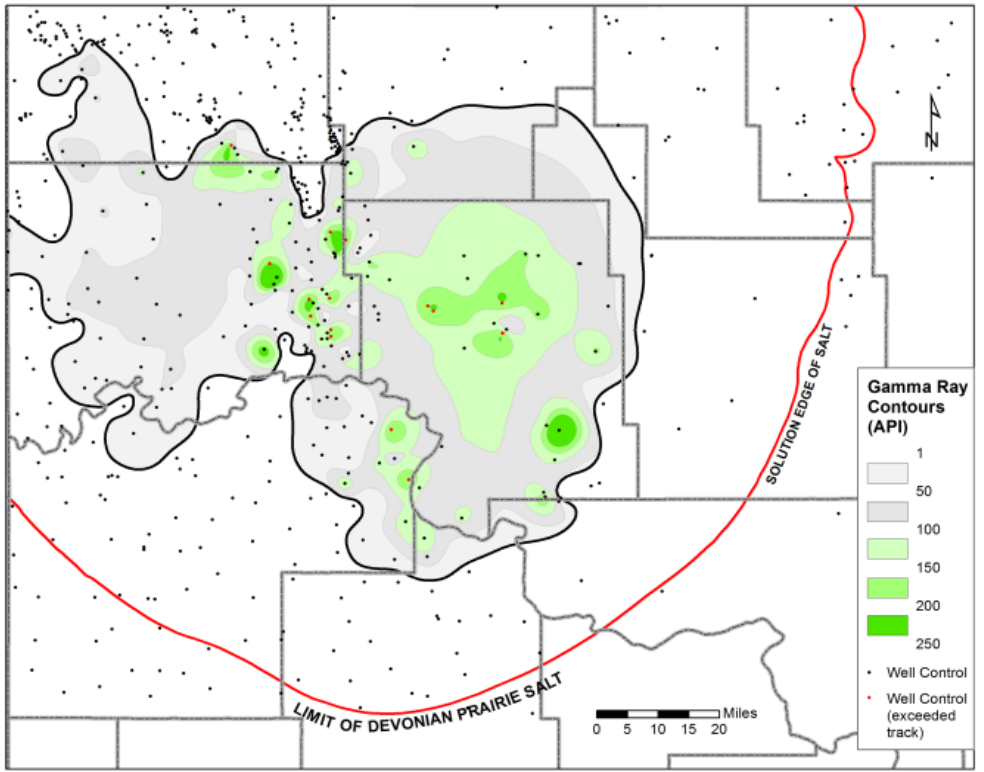 N
SOLUTION EDGE OF SALT
Gamma Ray
Contours
(API)
1
50
100
150
200
250
Well Control
Well Control
(exceeded
track)
LIMIT OF DEVONIAN PRAIRIE SALT
Miles
0 5 10 15 20